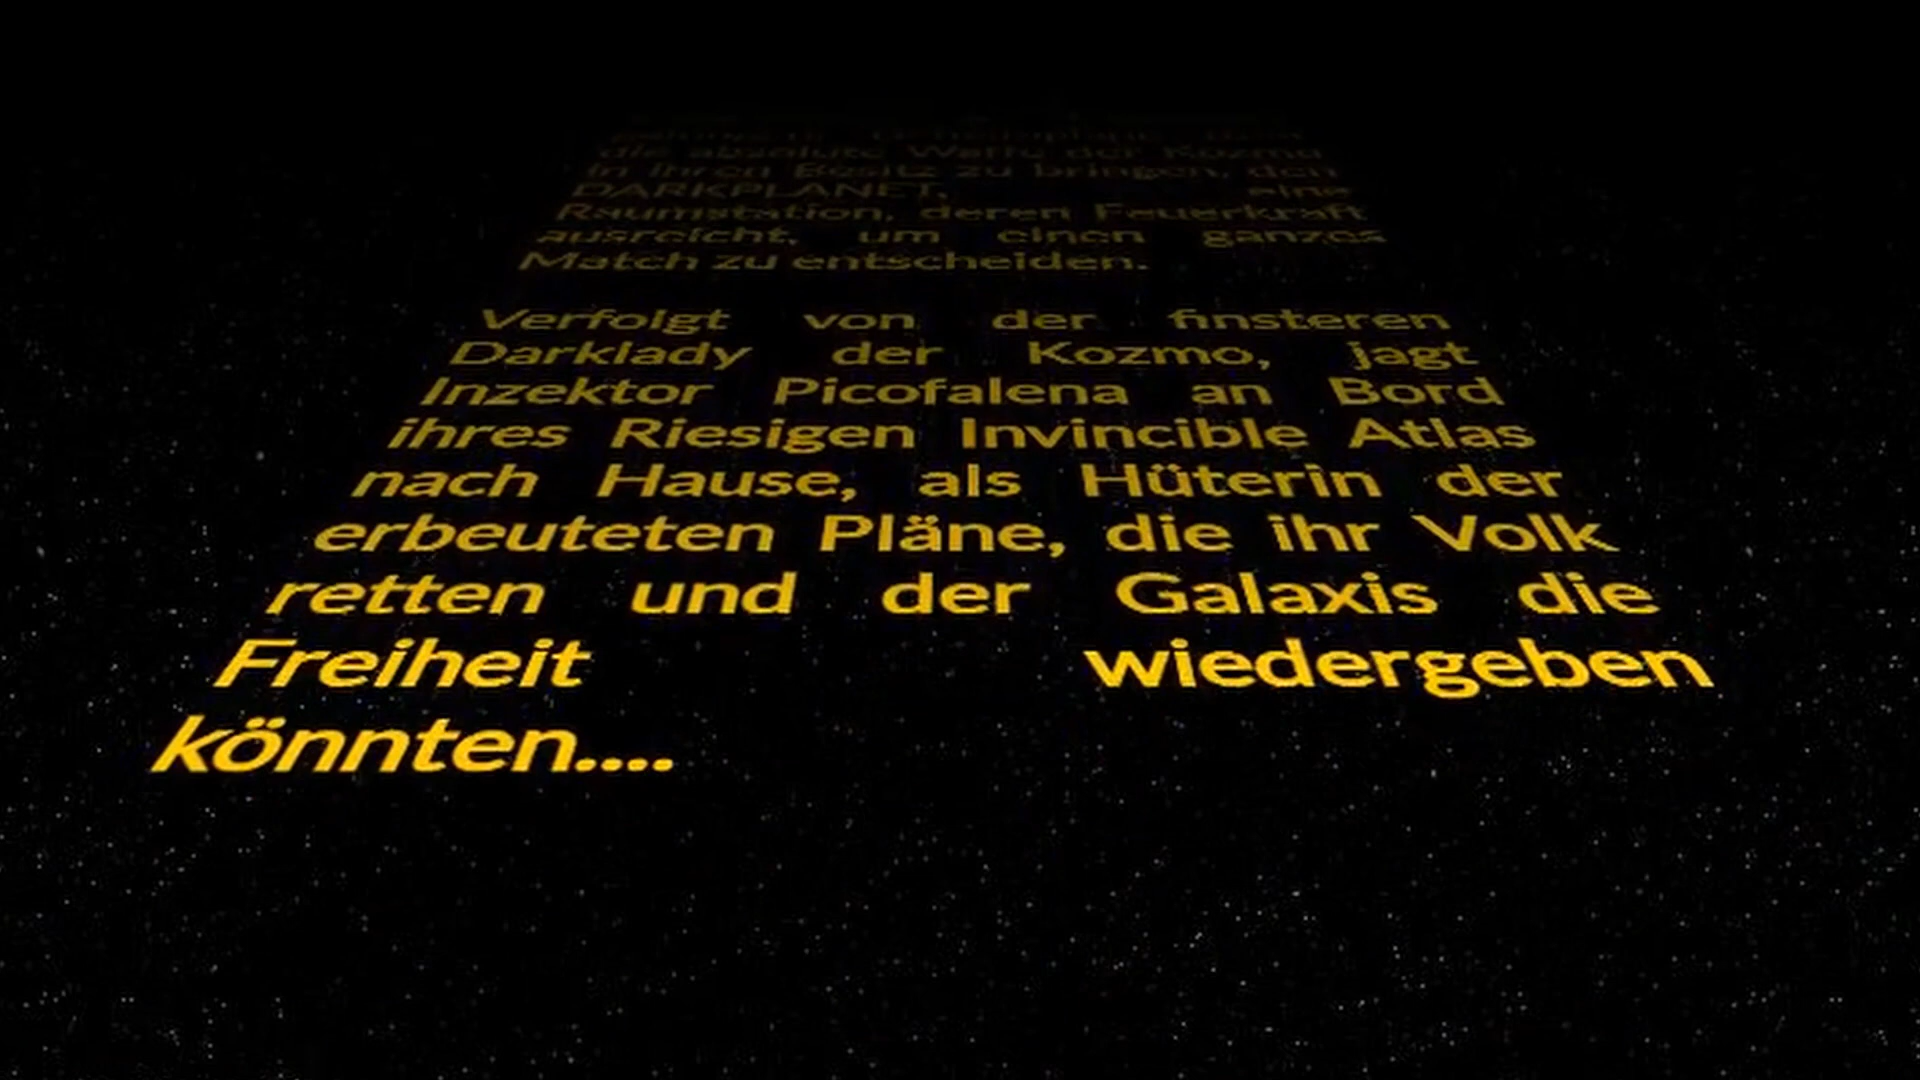 die absolute Waffe der Kozmo
in ihren Besitz zu bringen, den
DARKPLANET, eine
Raumstation, deren Feuerkraft
ausreicht, um einen ganzes
Match zu entscheiden.
Verfolgt von der finsteren
Darklady der Kozmo, jagt
Inzektor Picofalena an Bord
ihres Riesigen Invincible Atlas
nach Hause, als Hüterin der
erbeuteten Pläne, die ihr Volk
retten und der Galaxis die
Freiheit wiedergeben
könnten....